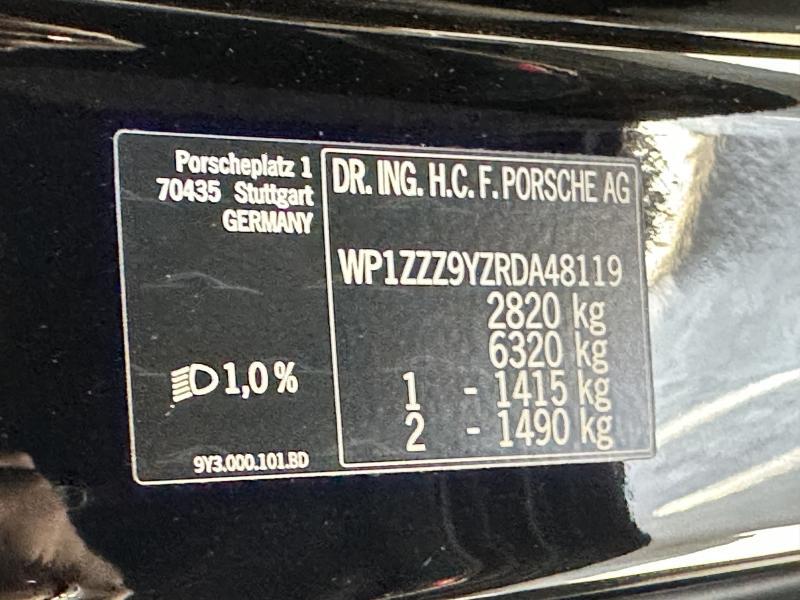 Porscheplatz 1
70435 Stuttgart
GERMANY
DR. ING. H.C. F. PORSCHE AG
WP1ZZZ9YZRDA48119
2820 kg
6320 kg
1 - 1415 kg
2 - 1490 kg
1,0 %
9Y3.000.101.BD